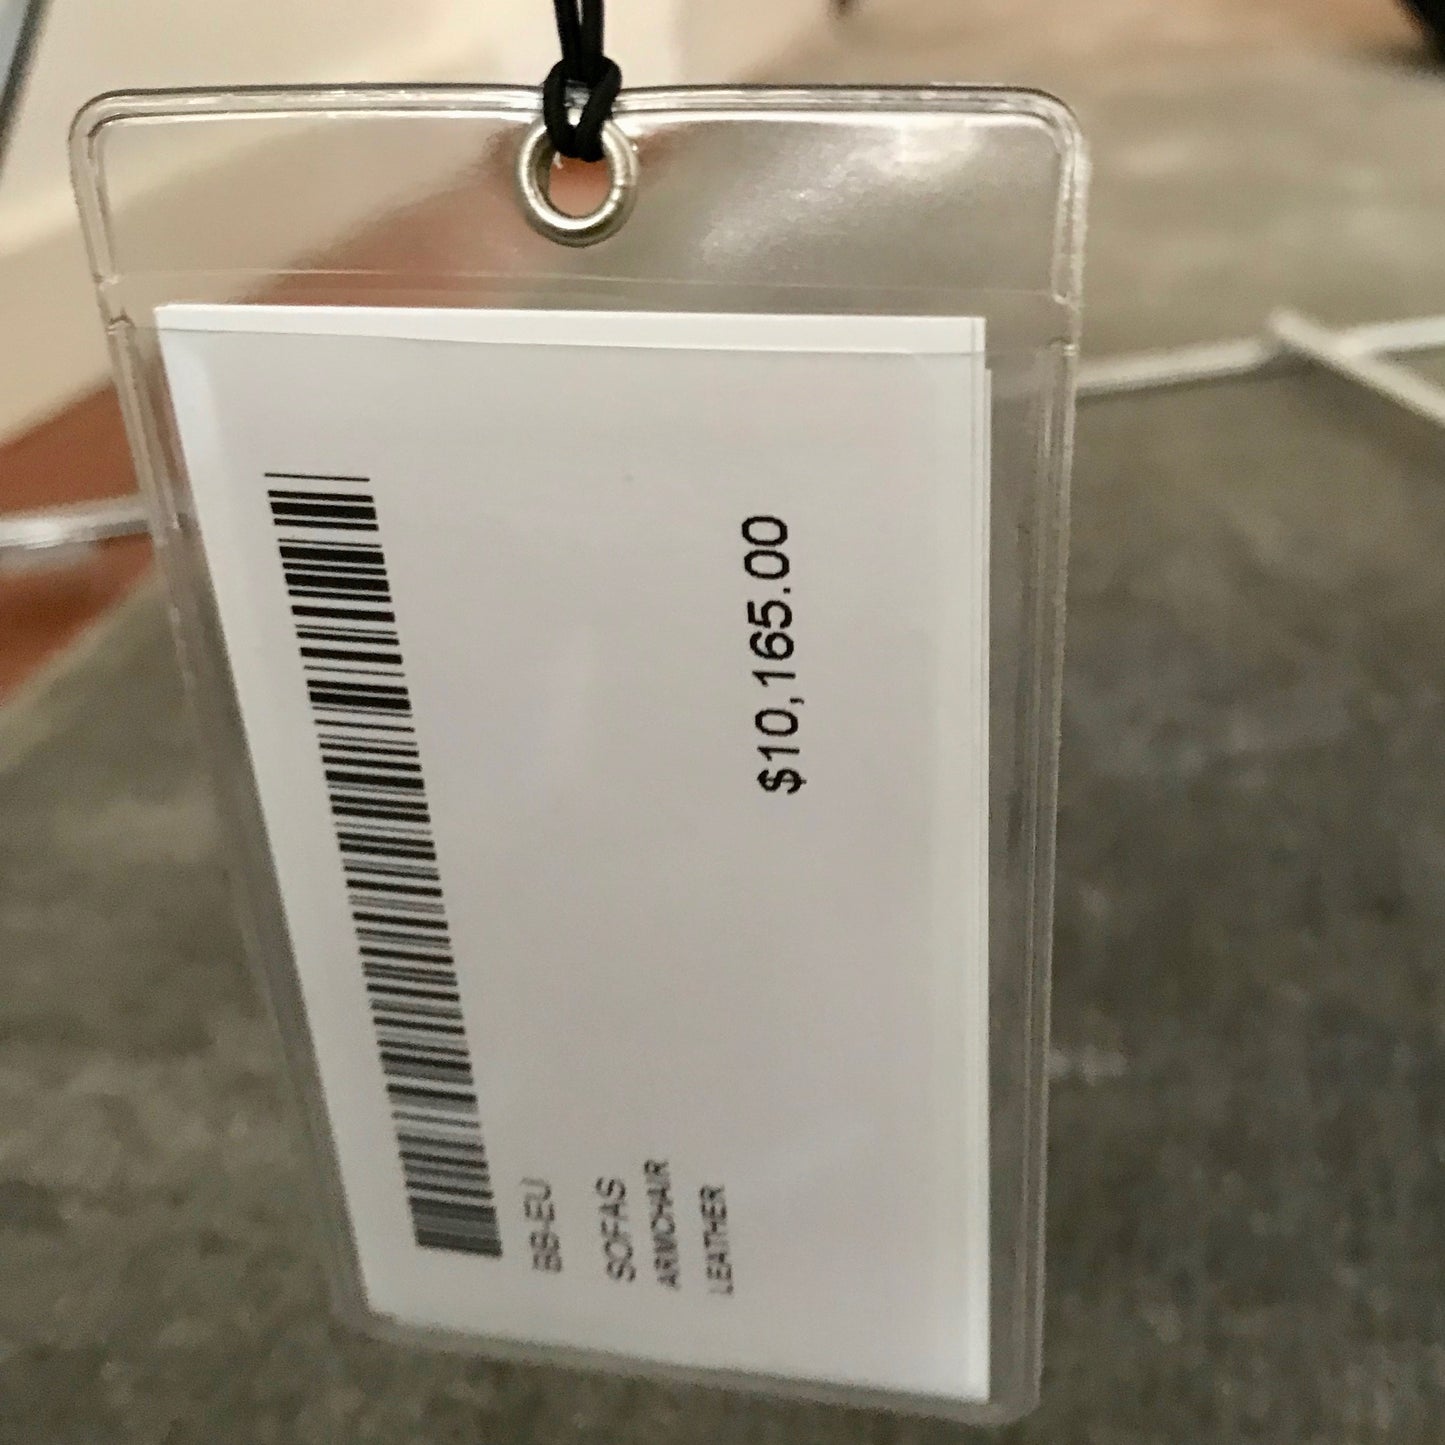 BB-EU
SOFAS
ARMCHAIR
LEATHER
$10,165.00